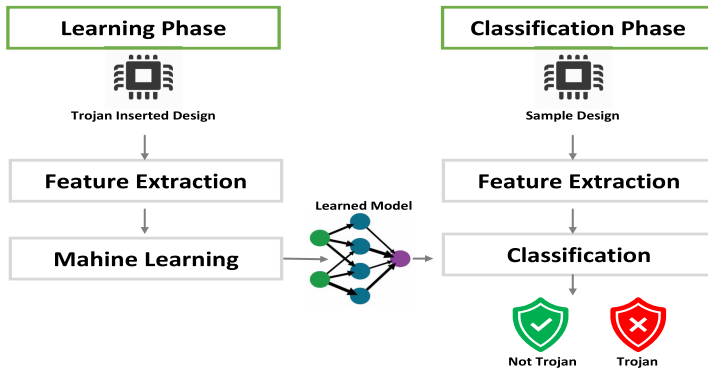 Learning Phase
Trojan Inserted Design
Feature Extraction
Mahine Learning
Learned Model
Classification Phase
Sample Design
Feature Extraction
Classification
Not Trojan
Trojan